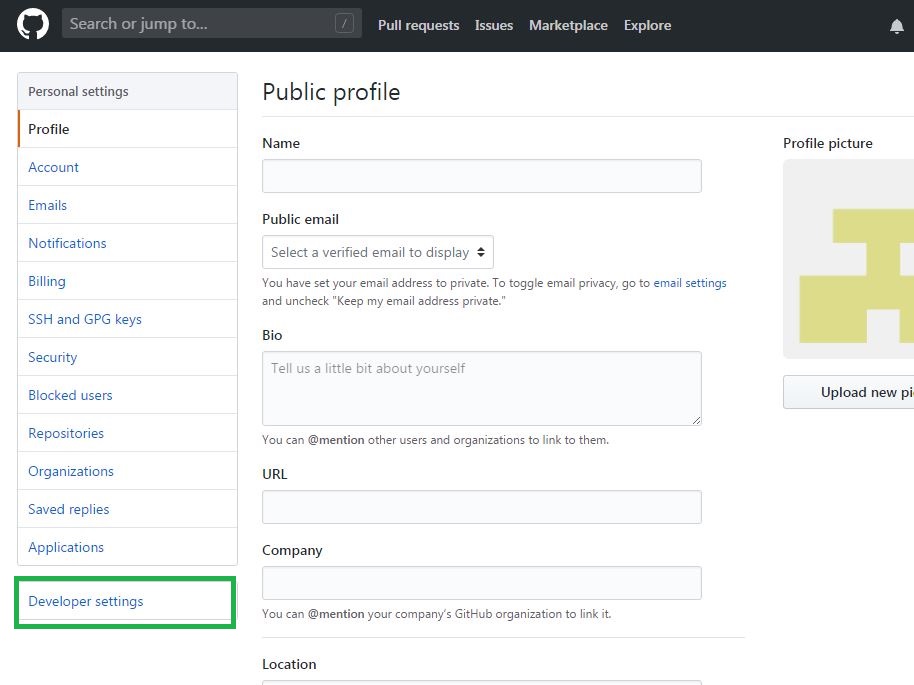 Search or jump to...
/
Pull requests
Issues
Marketplace
Explore
Personal settings
Profile
Account
Emails
Notifications
Billing
SSH and GPG keys
Security
Blocked users
Repositories
Organizations
Saved replies
Applications
Developer settings
Public profile
Name
Public email
Select a verified email to display
You have set your email address to private. To toggle email privacy, go to email settings
and uncheck "Keep my email address private."
Bio
Tell us a little bit about yourself
You can @mention other users and organizations to link to them.
URL
Company
You can @mention your company's GitHub organization to link it.
Location
Profile picture
Upload new pi